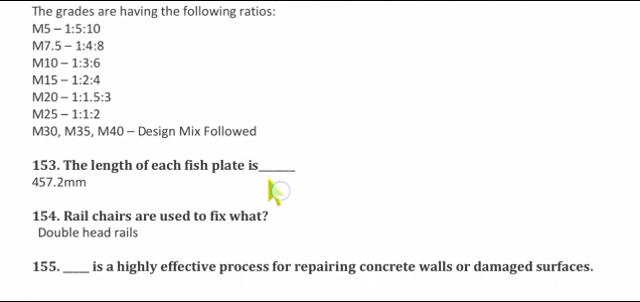 The grades are having the following ratios:
M5 – 1:5:10
M7.5 – 1:4:8
M10 – 1:3:6
M15 – 1:2:4
M20 – 1:1.5:3
M25 – 1:1:2
M30, M35, M40 – Design Mix Followed
153. The length of each fish plate is______
457.2mm
154. Rail chairs are used to fix what?
Double head rails
155. ____ is a highly effective process for repairing concrete walls or damaged surfaces.